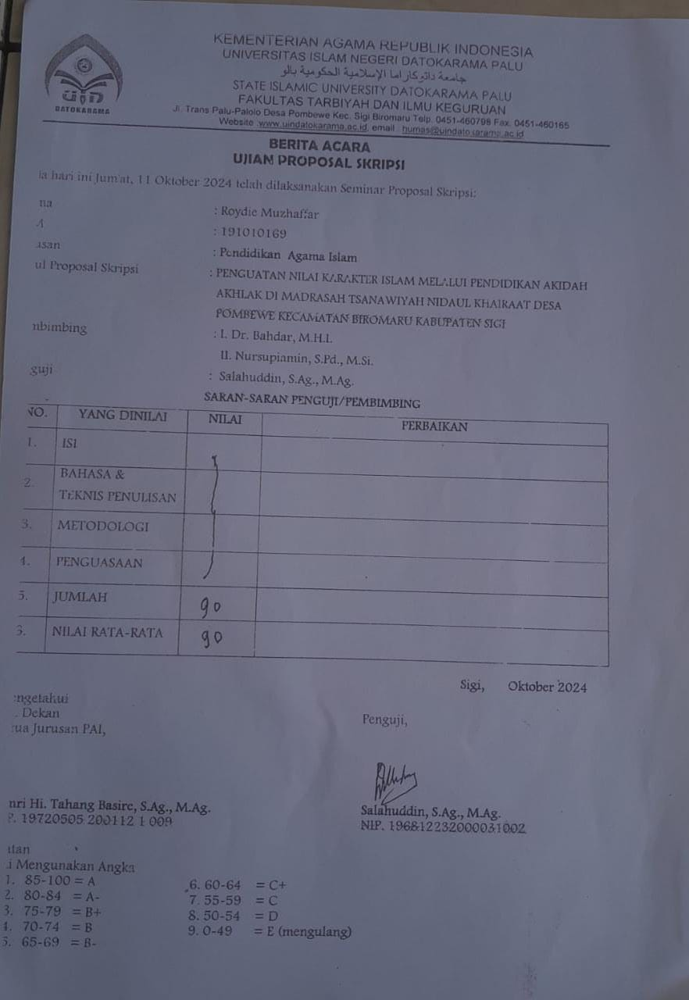 KEMENTERIAN AGAMA REPUBLIK INDONESIA
UNIVERSITAS ISLAM NEGERI DATOKARAMA PALU
جامعة داتوكاراما الإسلامية الحكومية بالو
STATE ISLAMIC UNIVERSITY DATOKARAMA PALU
FAKULTAS TARBIYAH DAN ILMU KEGURUAN
Jl. Trans Palu-Palolo Desa Pombewe Kec. Sigi Biromaru Telp. 0451-460798 Fax. 0451-460165
Website www.uindatokarama.ac.id, email : humas@uindatokarama.ac.id
UIN
DATOKARAMA
BERITA ACARA
UJIAN PROPOSAL SKRIPSI
la hari ini Jum'at, 11 Oktober 2024 telah dilaksanakan Seminar Proposal Skripsi:
na : Roydie Muzhaffar
: 191010169
asan : Pendidikan Agama Islam
ul Proposal Skripsi : PENGUATAN NILAI KARAKTER ISLAM MELALUI PENDIDIKAN AKIDAH
AKHLAK DI MADRASAH TSANAWIYAH NIDAUL KHAIRAAT DESA
POMBEWE KECAMATAN BIROMARU KABUPATEN SIGI
nbimbing : I. Dr. Bahdar, M.H.I.
II. Nursupiamin, S.Pd., M.Si.
guji : Salahuddin, S.Ag., M.Ag.
SARAN-SARAN PENGUJI/PEMBIMBING
NO. YANG DINILAI NILAI PERBAIKAN
1. ISI
2. BAHASA &
TEKNIS PENULISAN
3. METODOLOGI
4. PENGUASAAN
5. JUMLAH 90
6. NILAI RATA-RATA 90
Sigi, Oktober 2024
engetahui
. Dekan
tua Jurusan PAI,
Penguji,
nri Hi. Tahang Basire, S.Ag., M.Ag.
P. 19720505 200112 1 009
Salahuddin, S.Ag., M.Ag.
NIP. 196812232000031002
atan
i Mengunakan Angka
1. 85-100 = A
2. 80-84 = A-
3. 75-79 = B+
4. 70-74 = B
5. 65-69 = B-
6. 60-64 = C+
7. 55-59 = C
8. 50-54 = D
9. 0-49 = E (mengulang)